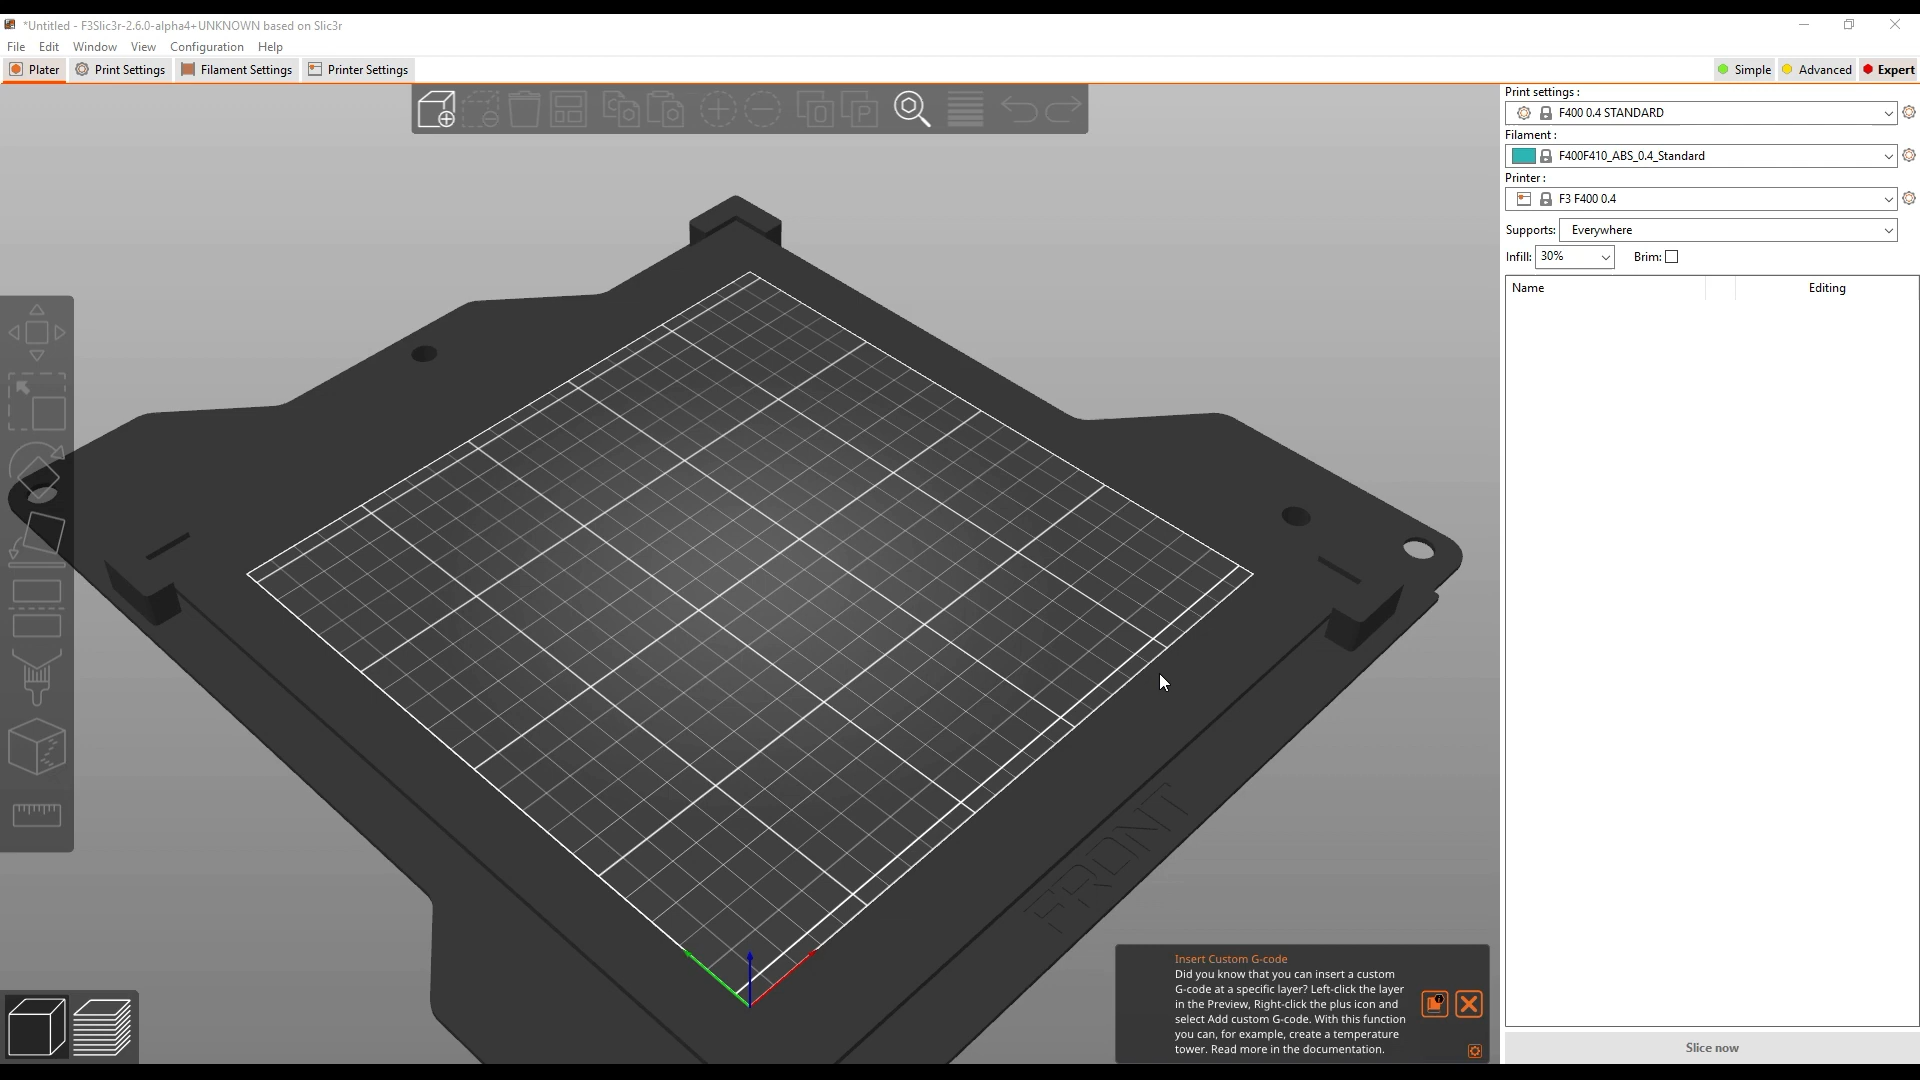 *Untitled - F3Slic3r-2.6.0-alpha4+UNKNOWN based on Slic3r
File Edit Window View Configuration Help
Plater Print Settings Filament Settings Printer Settings
Simple Advanced Expert
Print settings :
F400 0.4 STANDARD
Filament :
F400F410_ABS_0.4_Standard
Printer :
F3 F400 0.4
Supports: Everywhere
Infill: 30% Brim:
Name Editing
FRONT
Insert Custom G-code
Did you know that you can insert a custom
G-code at a specific layer? Left-click the layer
in the Preview, Right-click the plus icon and
select Add custom G-code. With this function
you can, for example, create a temperature
tower. Read more in the documentation.
Slice now